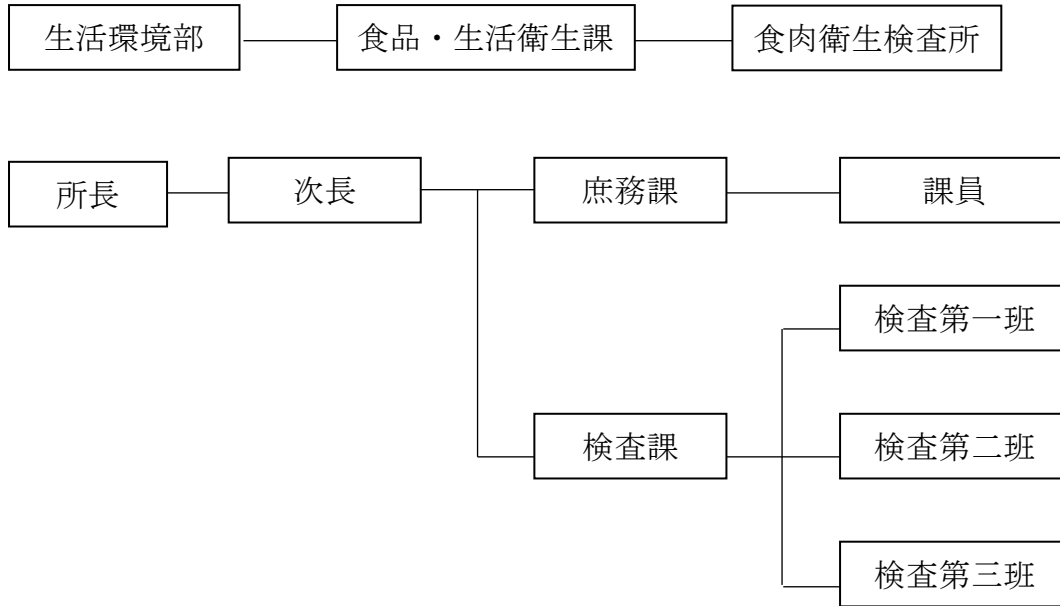 生活環境部 食品・生活衛生課 食肉衛生検査所
所長 次長 庶務課 課員
検査第一班
検査課 検査第二班
検査第三班